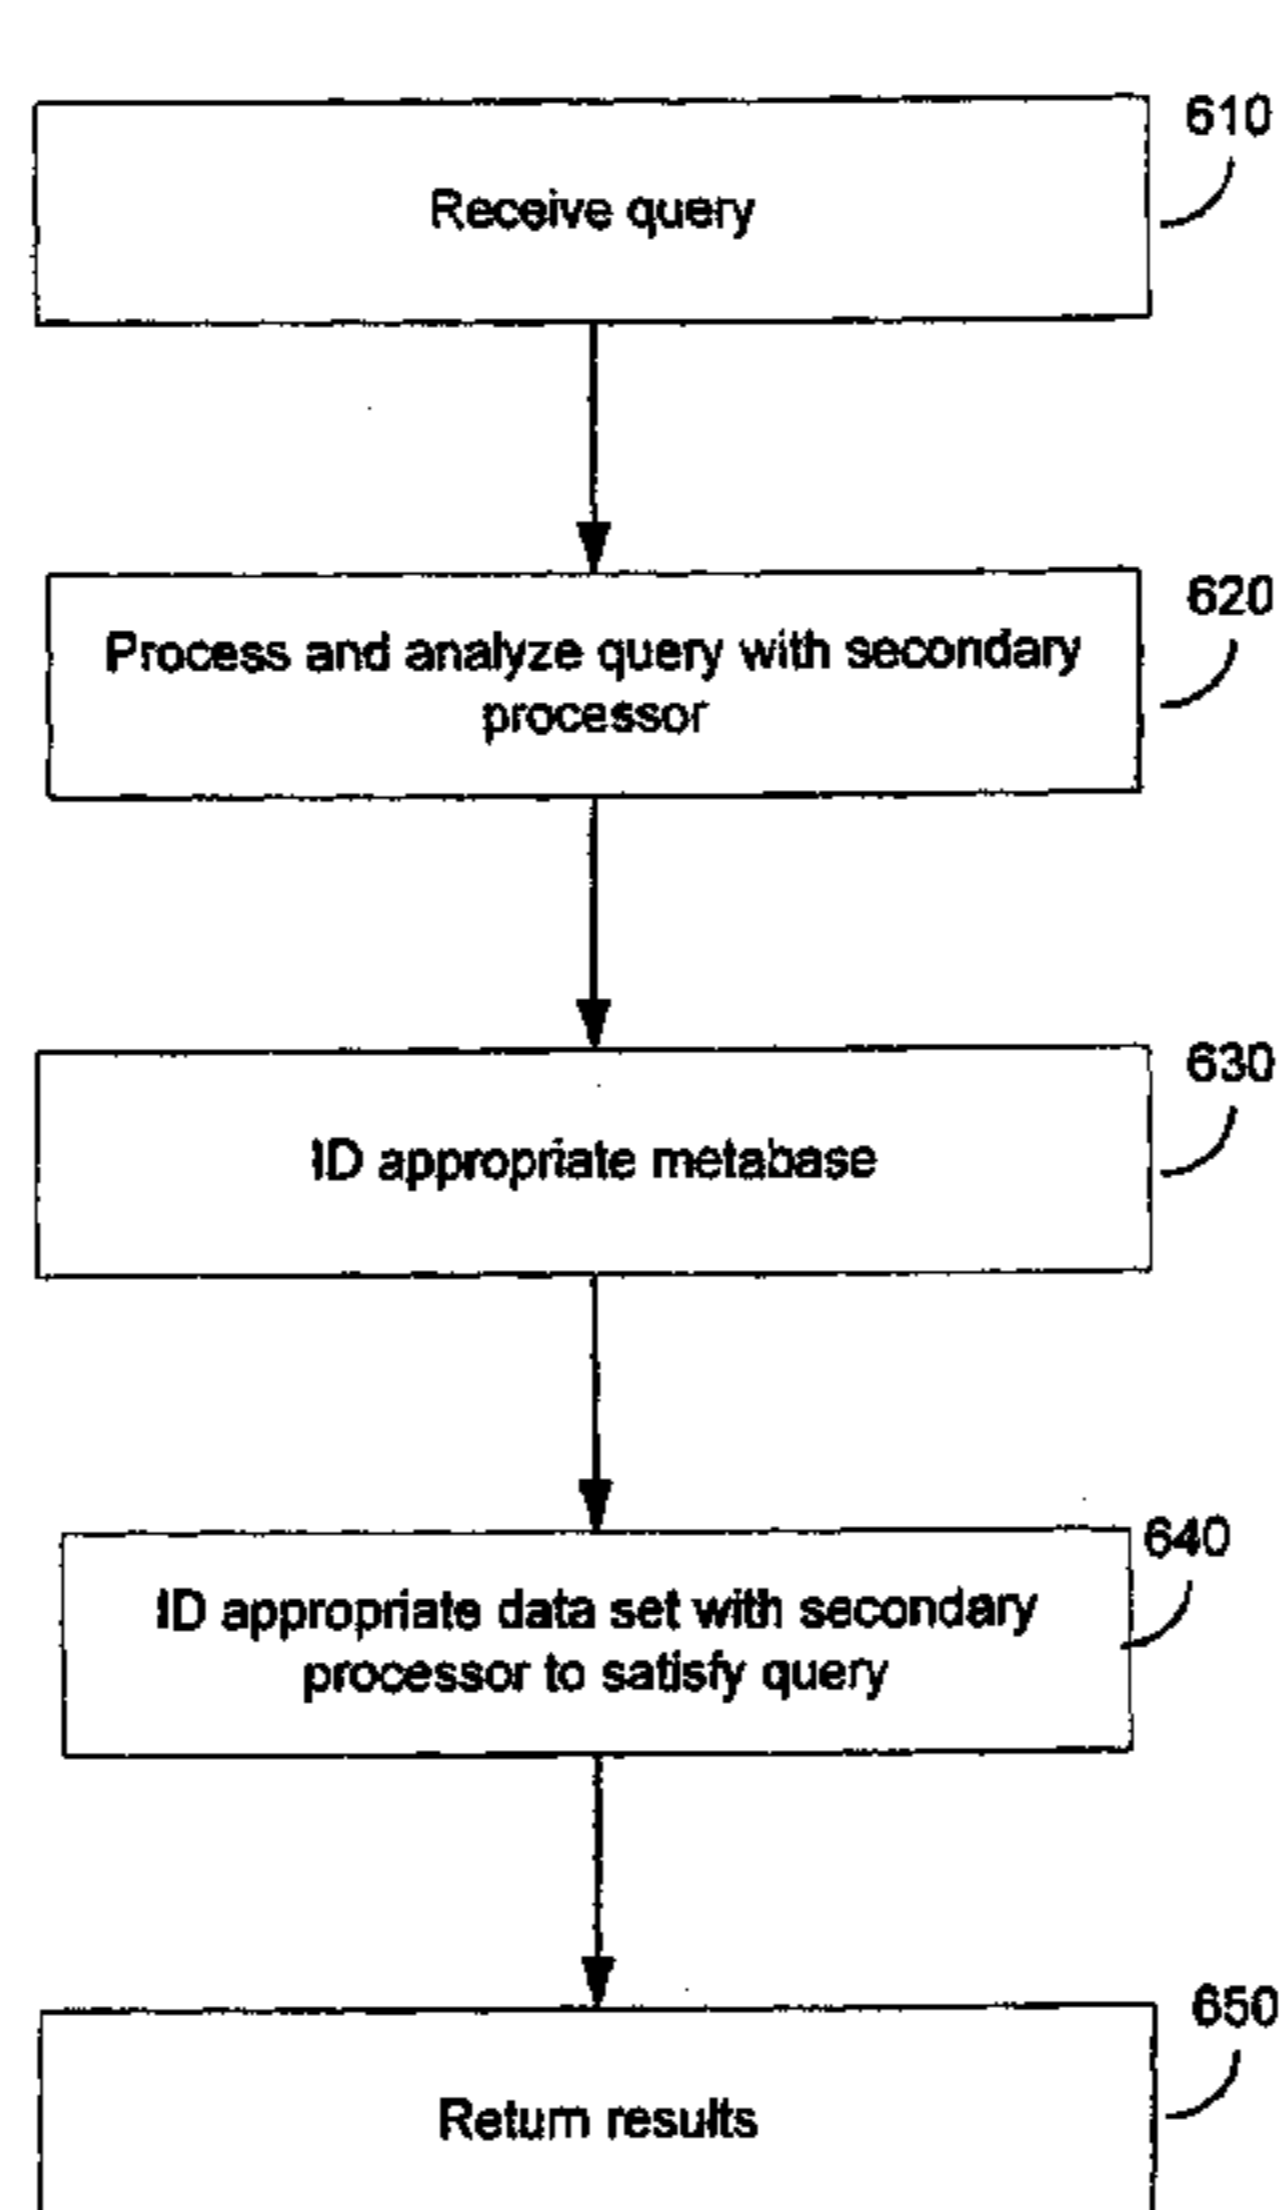 610
Receive query
620
Process and analyze query with secondary
processor
630
ID appropriate metabase
640
ID appropriate data set with secondary
processor to satisfy query
650
Return results